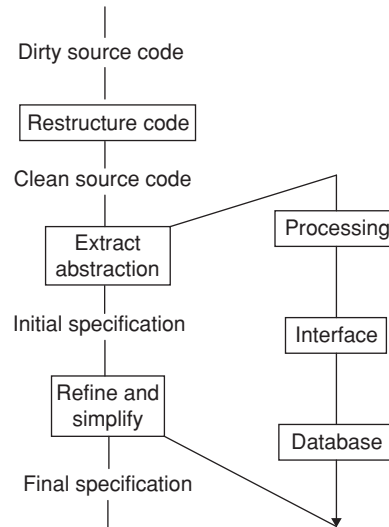 Dirty source code
Restructure code
Clean source code
Extract
abstraction
Initial specification
Refine and
simplify
Final specification
Processing
Interface
Database